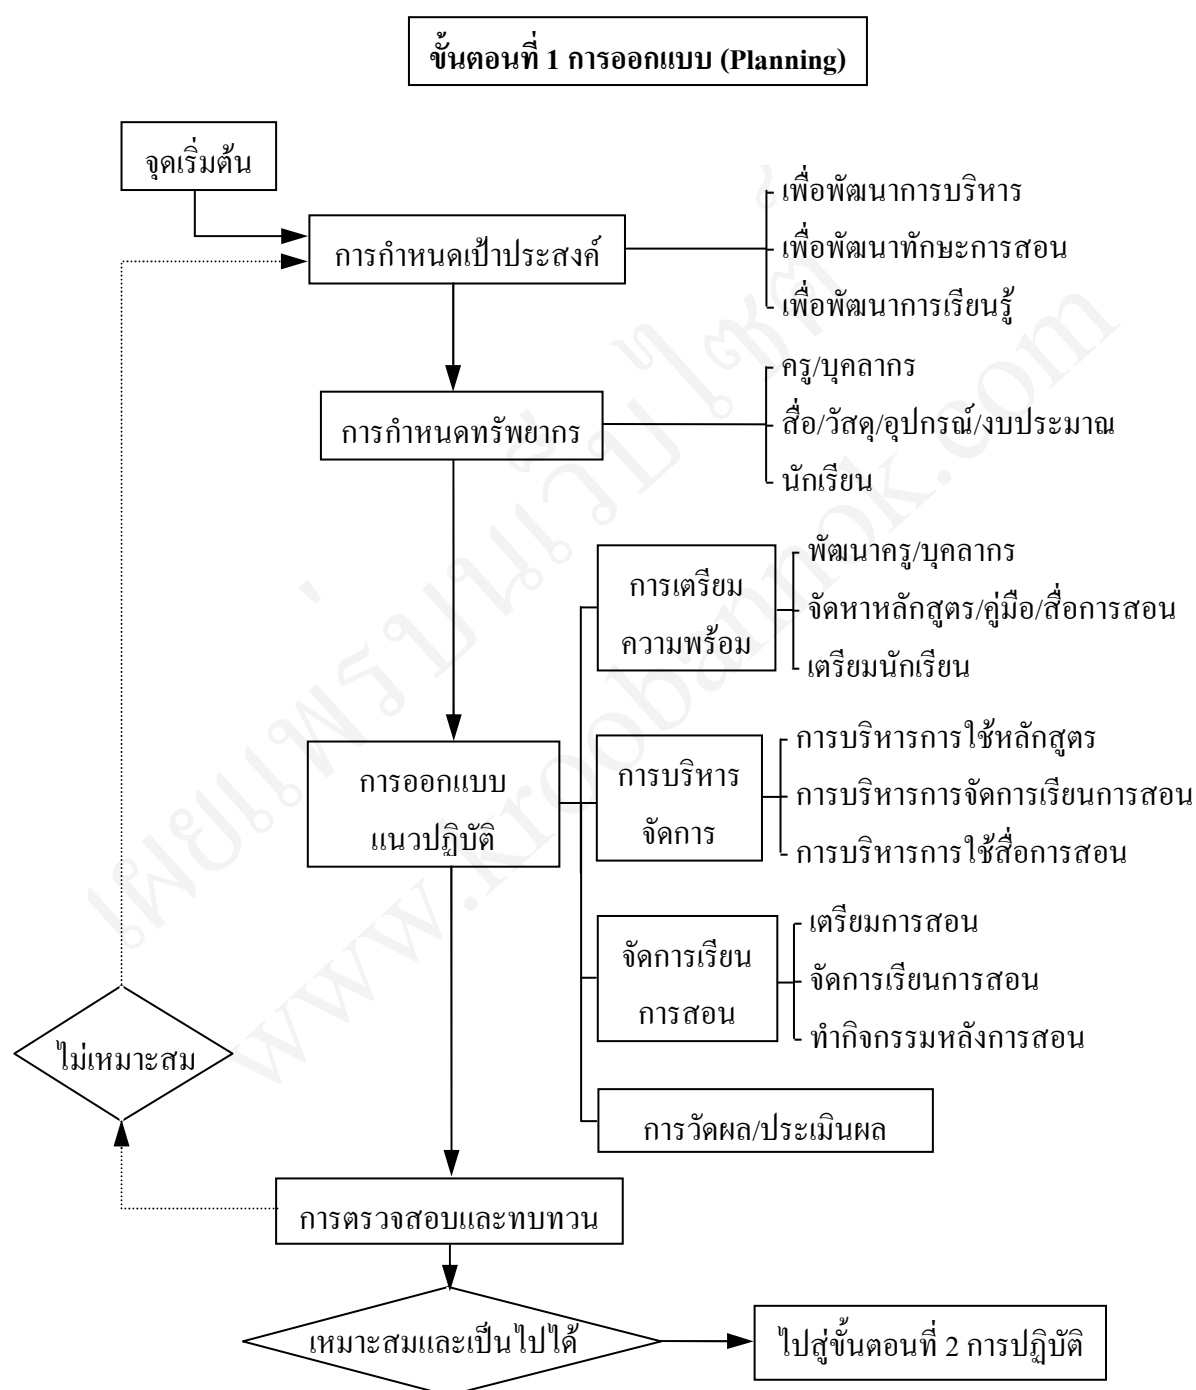 ขั้นตอนที่ 1 การออกแบบ (Planning)
จุดเริ่มต้น
การกำหนดเป้าประสงค์
เพื่อพัฒนาการบริหาร
เพื่อพัฒนาทักษะการสอน
เพื่อพัฒนาการเรียนรู้
การกำหนดทรัพยากร
ครู/บุคลากร
สื่อ/วัสดุ/อุปกรณ์/งบประมาณ
นักเรียน
การออกแบบ
แนวปฏิบัติ
การเตรียม
ความพร้อม
พัฒนาครู/บุคลากร
จัดหาหลักสูตร/คู่มือ/สื่อการสอน
เตรียมนักเรียน
การบริหาร
จัดการ
การบริหารการใช้หลักสูตร
การบริหารการจัดการเรียนการสอน
การบริหารการใช้สื่อการสอน
จัดการเรียน
การสอน
เตรียมการสอน
จัดการเรียนการสอน
ทำกิจกรรมหลังการสอน
การวัดผล/ประเมินผล
ไม่เหมาะสม
การตรวจสอบและทบทวน
เหมาะสมและเป็นไปได้
ไปสู่ขั้นตอนที่ 2 การปฏิบัติ
เผยแพร่บนเว็บไซต์
www.kroobannok.com